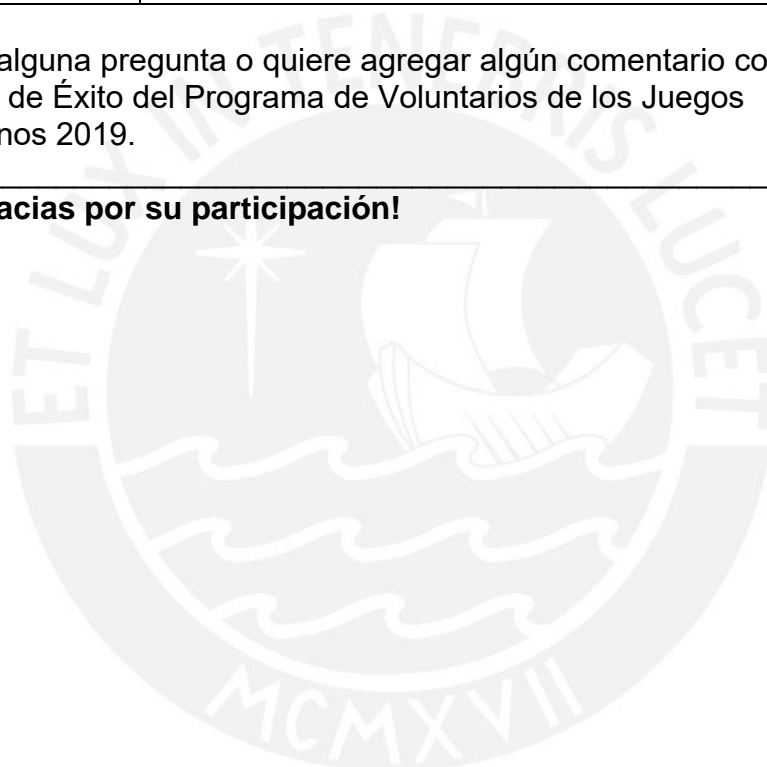 alguna pregunta o quiere agregar algún comentario co
de Éxito del Programa de Voluntarios de los Juegos
nos 2019.
acias por su participación!
ET LUX IN TENEBRIS LUCET
MCMXVII